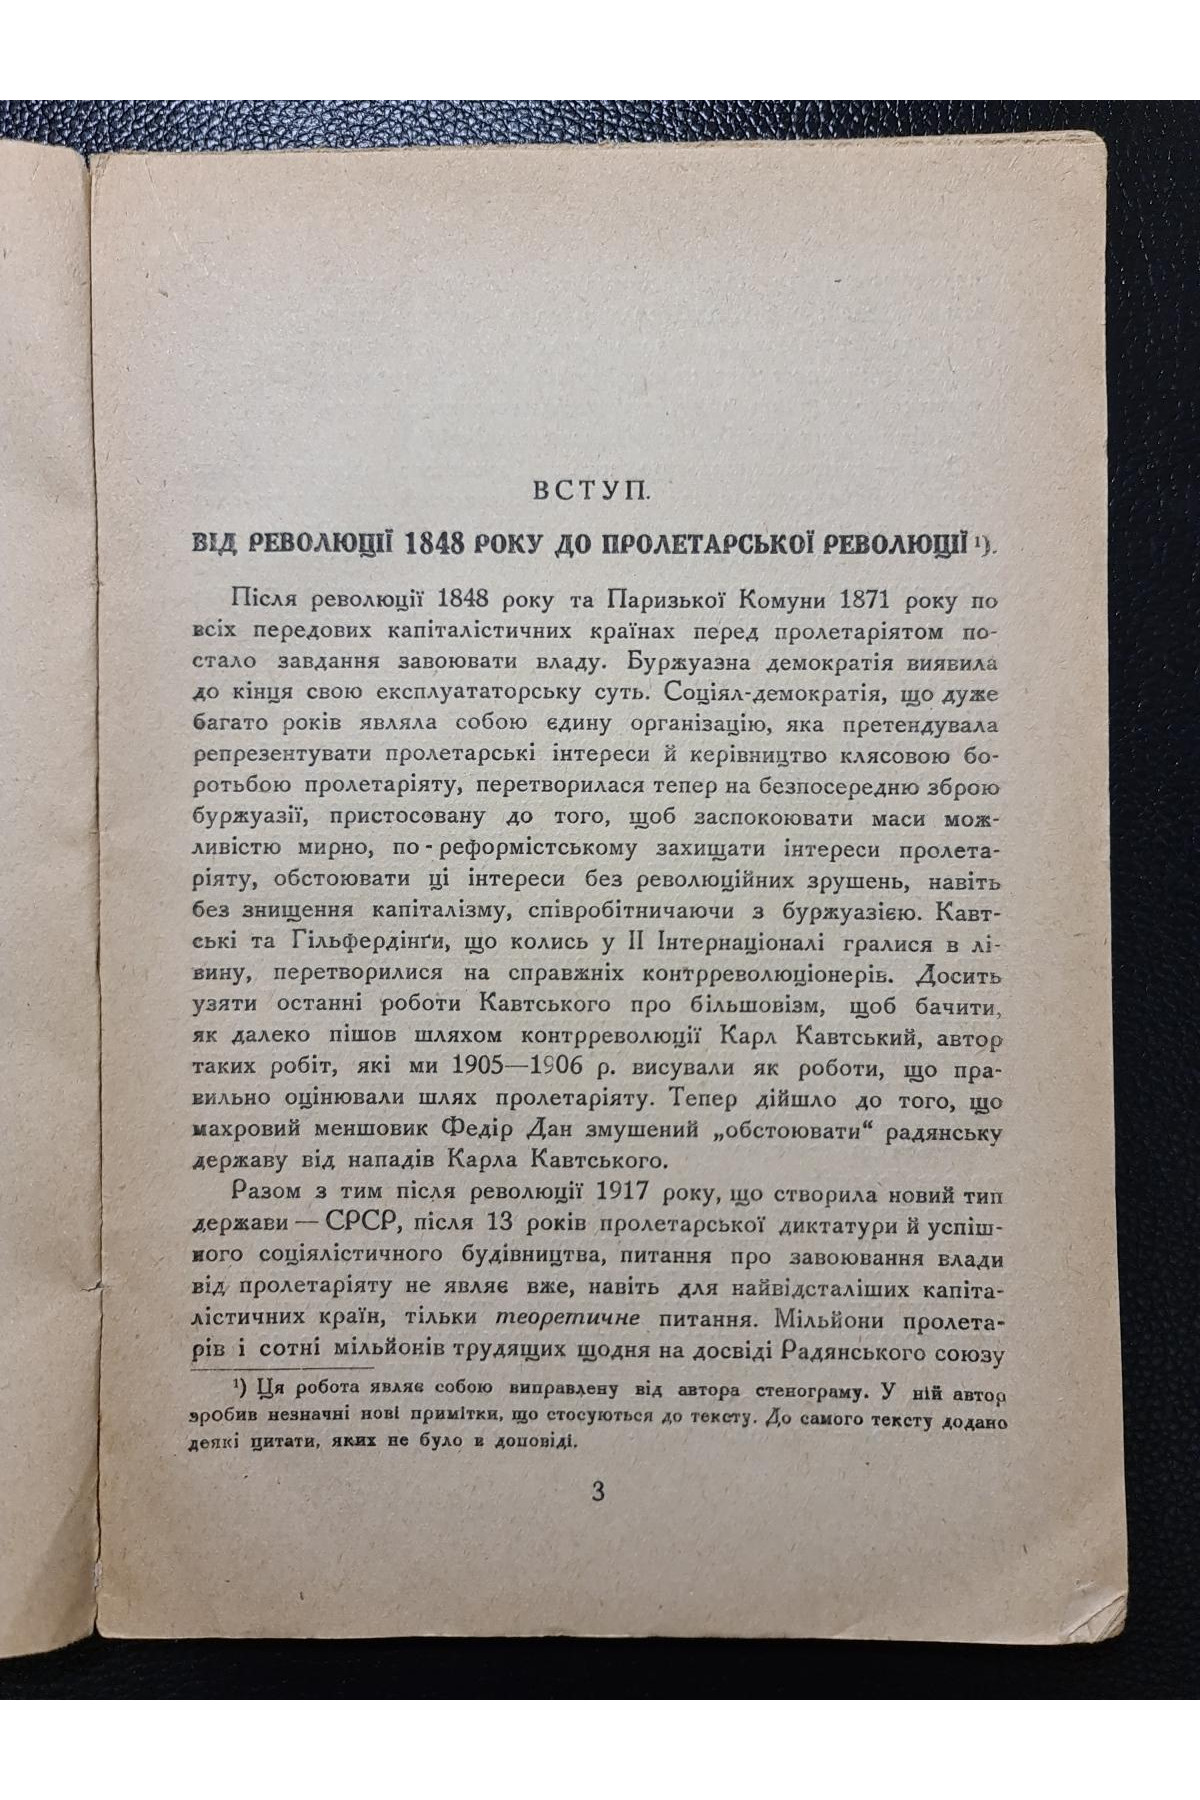 ВСТУП.
ВІД РЕВОЛЮЦІЇ 1848 РОКУ ДО ПРОЛЕТАРСЬКОЇ РЕВОЛЮЦІЇ ¹).
Після революції 1848 року та Паризької Комуни 1871 року по
всіх передових капіталістичних країнах перед пролетаріятом по-
стало завдання завоювати владу. Буржуазна демократія виявила
до кінця свою експлуататорську суть. Соціял-демократія, що дуже
багато років являла собою єдину організацію, яка претендувала
репрезентувати пролетарські інтереси й керівництво клясовою бо-
ротьбою пролетаріяту, перетворилася тепер на безпосередню зброю
буржуазії, пристосовану до того, щоб заспокоювати маси мож-
ливістю мирно, по-реформістському захищати інтереси пролета-
ріяту, обстоювати ці інтереси без революційних зрушень, навіть
без знищення капіталізму, співробітничаючи з буржуазією. Кавт-
ські та Гільфердінґи, що колись у II Інтернаціоналі гралися в лі-
вину, перетворилися на справжніх контрреволюціонерів. Досить
узяти останні роботи Кавтського про більшовізм, щоб бачити,
як далеко пішов шляхом контрреволюції Карл Кавтський, автор
таких робіт, які ми 1905—1906 р. висували як роботи, що пра-
вильно оцінювали шлях пролетаріяту. Тепер дійшло до того, що
махровий меншовик Федір Дан змушений „обстоювати“ радянську
державу від нападів Карла Кавтського.
Разом з тим після революції 1917 року, що створила новий тип
держави — СРСР, після 13 років пролетарської диктатури й успіш-
ного соціялістичного будівництва, питання про завоювання влади
від пролетаріяту не являє вже, навіть для найвідсталіших капіта-
лістичних країн, тільки теоретичне питання. Мільйони пролета-
рів і сотні мільйонів трудящих щодня на досвіді Радянського союзу
¹) Ця робота являє собою виправлену від автора стенограму. У ній автор
зробив незначні нові примітки, що стосуються до тексту. До самого тексту додано
деякі цитати, яких не було в доповіді.
3